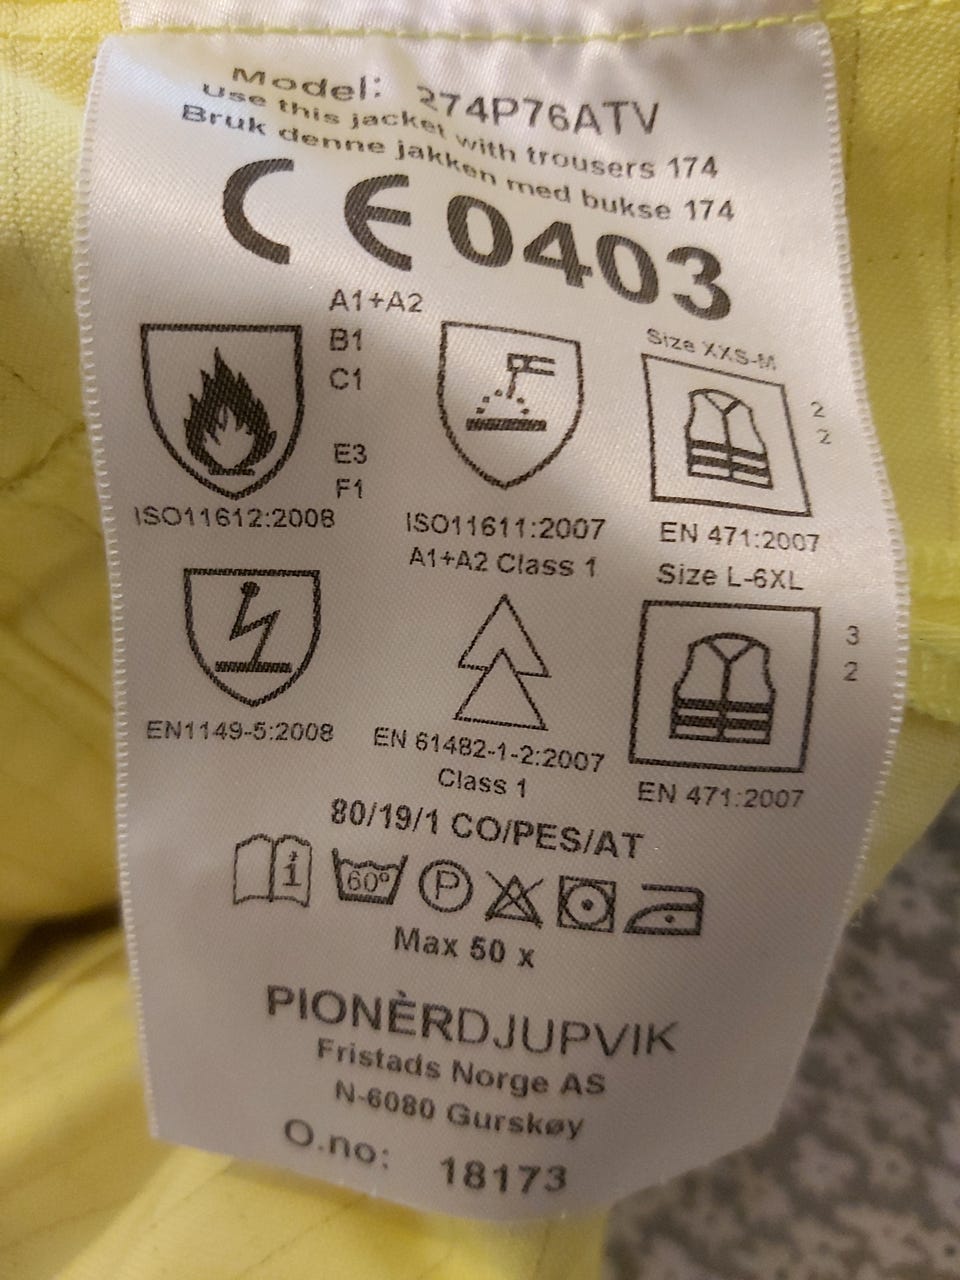 Model: 274P76ATV
Use this jacket with trousers 174
Bruk denne jakken med bukse 174
CE 0403
A1+A2
B1
C1
E3
F1
ISO11612:2008
ISO11611:2007
A1+A2 Class 1
Size XXS-M
2
2
EN 471:2007
EN1149-5:2008
EN 61482-1-2:2007
Class 1
Size L-6XL
3
2
EN 471:2007
80/19/1 CO/PES/AT
i 60° P
Max 50 x
PIONÈRDJUPVIK
Fristads Norge AS
N-6080 Gurskøy
O.no: 18173